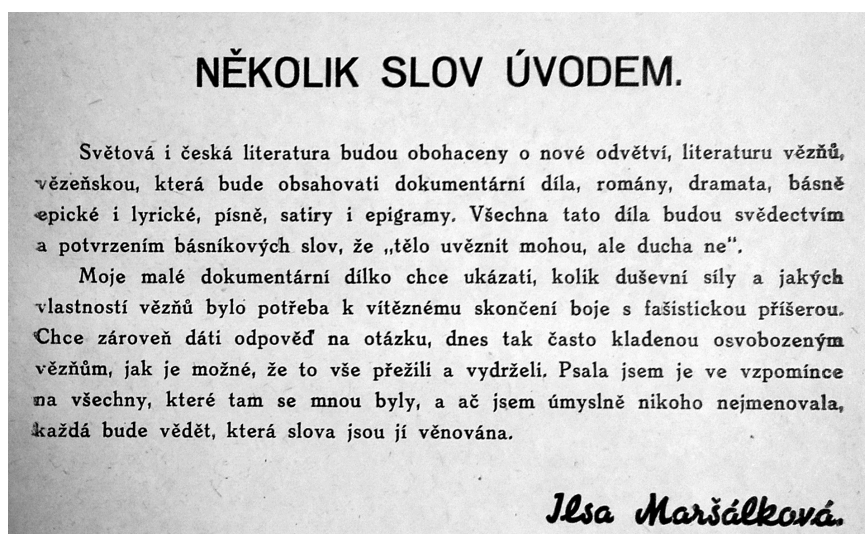 NĚKOLIK SLOV ÚVODEM.
Světová i česká literatura budou obohaceny o nové odvětví, literaturu vězňů,
vězeňskou, která bude obsahovati dokumentární díla, romány, dramata, básně
epické i lyrické, písně, satiry i epigramy. Všechna tato díla budou svědectvím
a potvrzením básníkových slov, že „tělo uvěznit mohou, ale ducha ne“.
Moje malé dokumentární dílko chce ukázati, kolik duševní síly a jakých
vlastností vězňů bylo potřeba k vítěznému skončení boje s fašistickou příšerou.
Chce zároveň dáti odpověď na otázku, dnes tak často kladenou osvobozeným
vězňům, jak je možné, že to vše přežili a vydrželi. Psala jsem je ve vzpomínce
na všechny, které tam se mnou byly, a ač jsem úmyslně nikoho nejmenovala,
každá bude vědět, která slova jsou jí věnována.
Ilsa Maršálková.